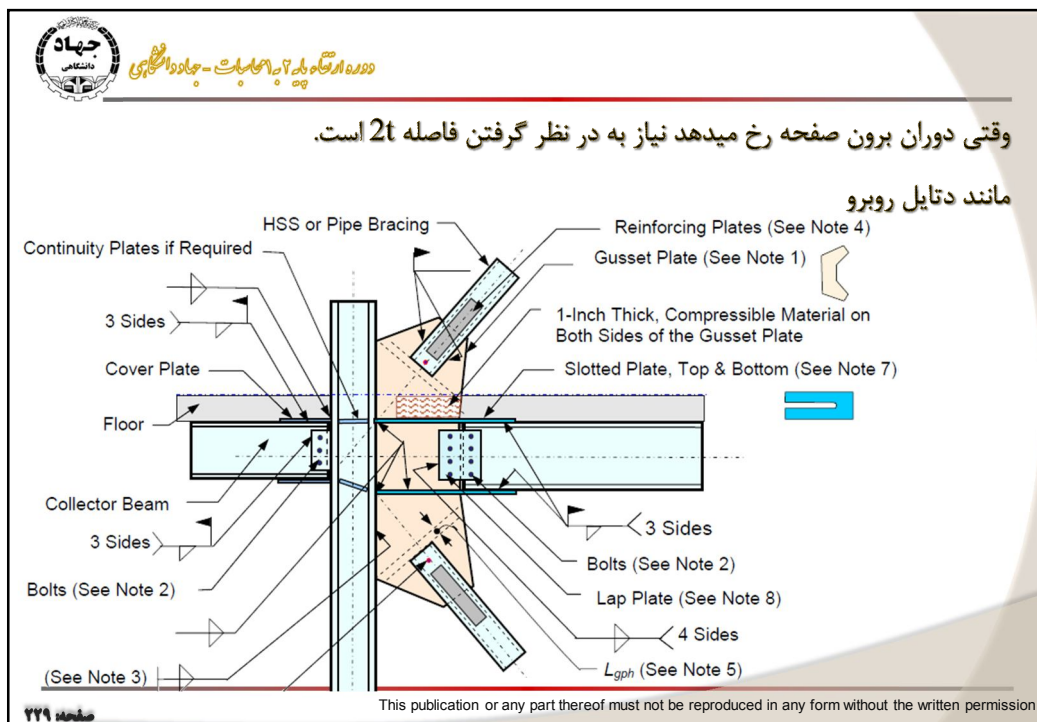 جهاد
دانشگاهی
دوره ارتقاء پایه ۲ به ۱ محاسبات - جهاد دانشگاهی
وقتی دوران برون صفحه رخ میدهد نیاز به در نظر گرفتن فاصله 2t است.
مانند دتایل روبرو
HSS or Pipe Bracing
Reinforcing Plates (See Note 4)
Continuity Plates if Required
Gusset Plate (See Note 1)
3 Sides
1-Inch Thick, Compressible Material on
Both Sides of the Gusset Plate
Cover Plate
Slotted Plate, Top & Bottom (See Note 7)
Floor
Collector Beam
3 Sides
3 Sides
Bolts (See Note 2)
Bolts (See Note 2)
Lap Plate (See Note 8)
4 Sides
(See Note 3)
Lgph (See Note 5)
This publication or any part thereof must not be reproduced in any form without the written permission
صفحه: ۲۲۹